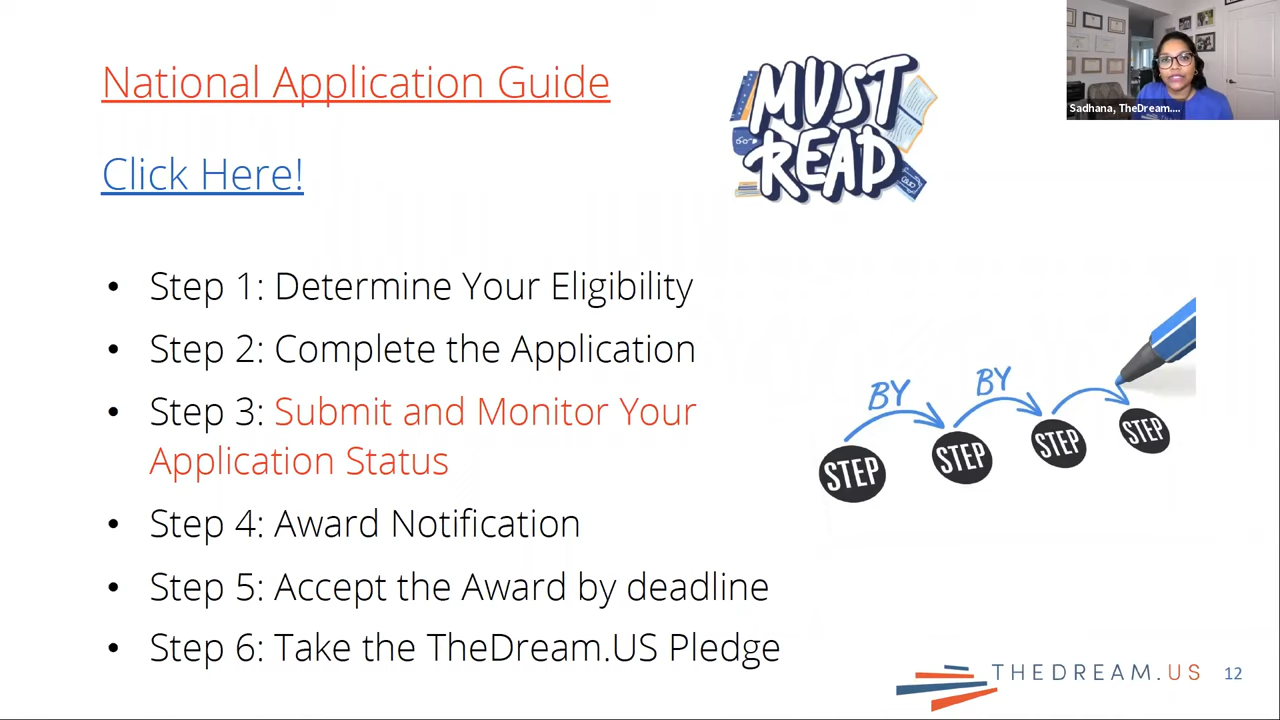 National Application Guide
MUST
READ
Sadhana, TheDream....
Click Here!
• Step 1: Determine Your Eligibility
• Step 2: Complete the Application
• Step 3: Submit and Monitor Your
Application Status
• Step 4: Award Notification
• Step 5: Accept the Award by deadline
• Step 6: Take the TheDream.US Pledge
BY
BY
STEP
STEP
STEP
STEP
THEDREAM.US
12